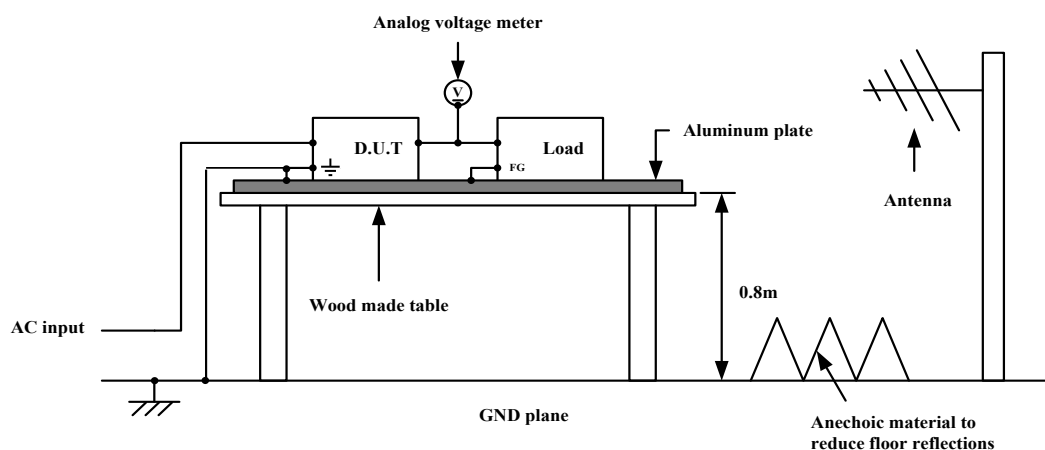 Analog voltage meter
V
D.U.T
Load
FG
Aluminum plate
Antenna
Wood made table
0.8m
AC input
GND plane
Anechoic material to
reduce floor reflections